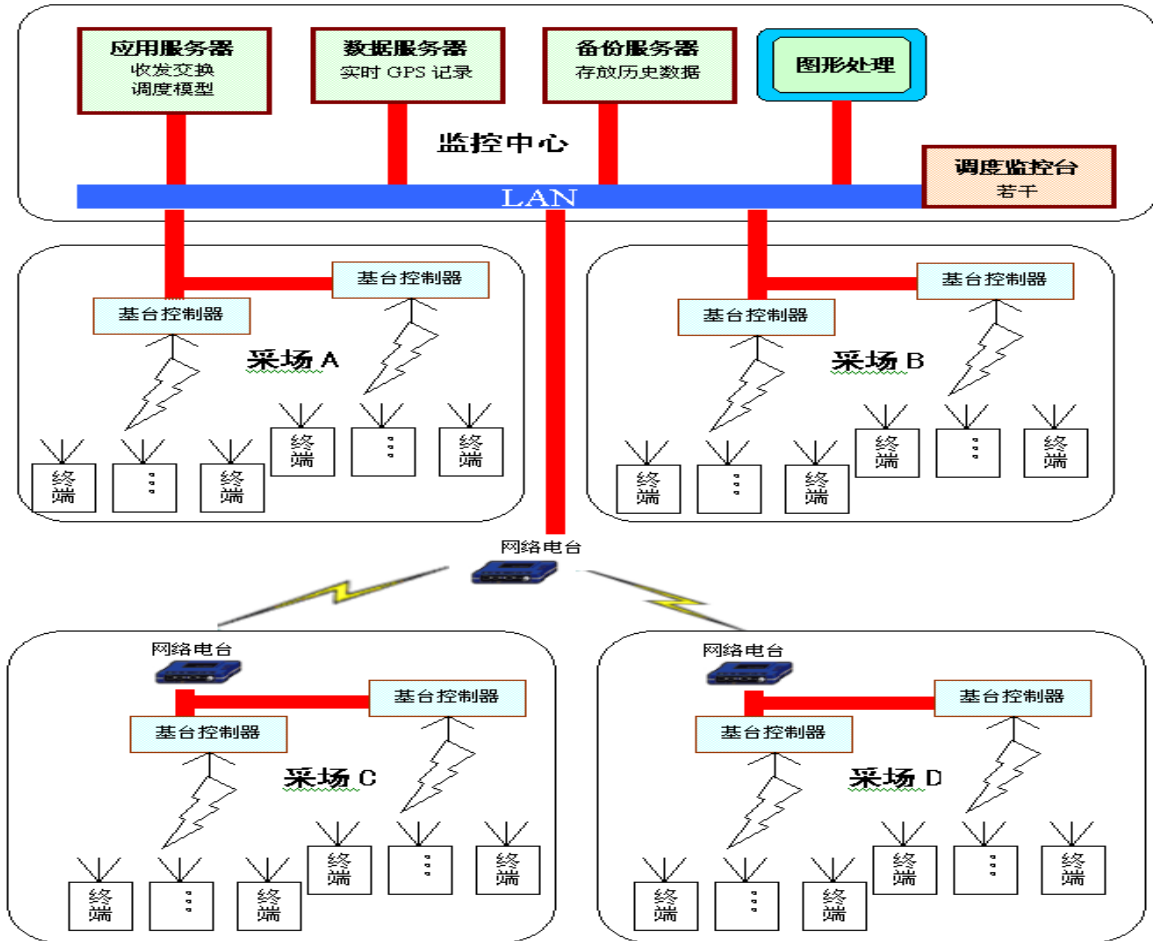 应用服务器
收发交换
调度模型
数据服务器
实时 GPS 记录
备份服务器
存放历史数据
图形处理
监控中心
调度监控台
若干
LAN
基台控制器
基台控制器
采场 A
终端
终端
终端
终端
基台控制器
基台控制器
采场 B
终端
终端
终端
终端
网络电台
网络电台
基台控制器
基台控制器
采场 C
终端
终端
终端
终端
网络电台
基台控制器
基台控制器
采场 D
终端
终端
终端
终端